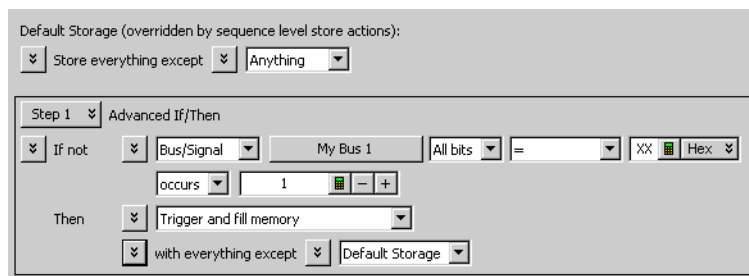 Default Storage (overridden by sequence level store actions):
Store everything except Anything
Step 1 Advanced If/Then
If not Bus/Signal My Bus 1 All bits = XX Hex
occurs 1 − +
Then Trigger and fill memory
with everything except Default Storage